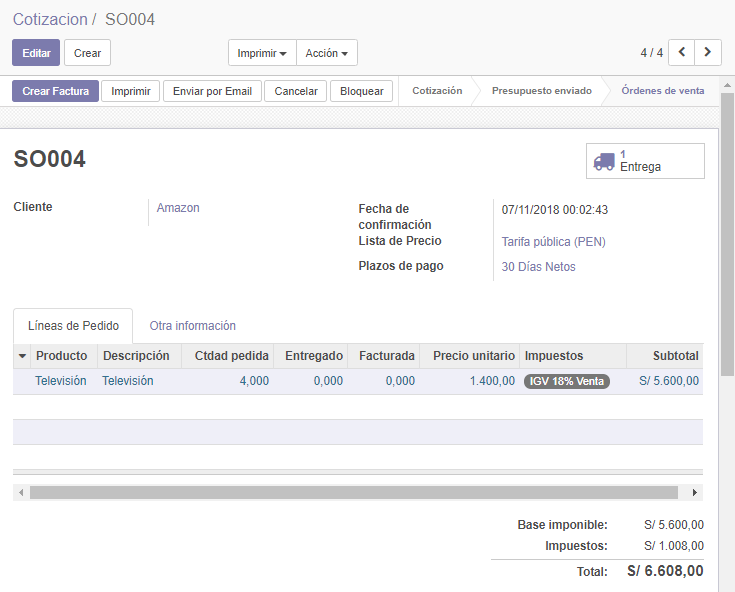 Cotizacion / SO004
Editar Crear Imprimir Acción 4 / 4
Crear Factura Imprimir Enviar por Email Cancelar Bloquear Cotización Presupuesto enviado Órdenes de venta
SO004
1
Entrega
Cliente Amazon
Fecha de confirmación 07/11/2018 00:02:43
Lista de Precio Tarifa pública (PEN)
Plazos de pago 30 Días Netos
Líneas de Pedido Otra información
Producto Descripción Ctdad pedida Entregado Facturada Precio unitario Impuestos Subtotal
Televisión Televisión 4,000 0,000 0,000 1.400,00 IGV 18% Venta S/ 5.600,00
Base imponible: S/ 5.600,00
Impuestos: S/ 1.008,00
Total: S/ 6.608,00